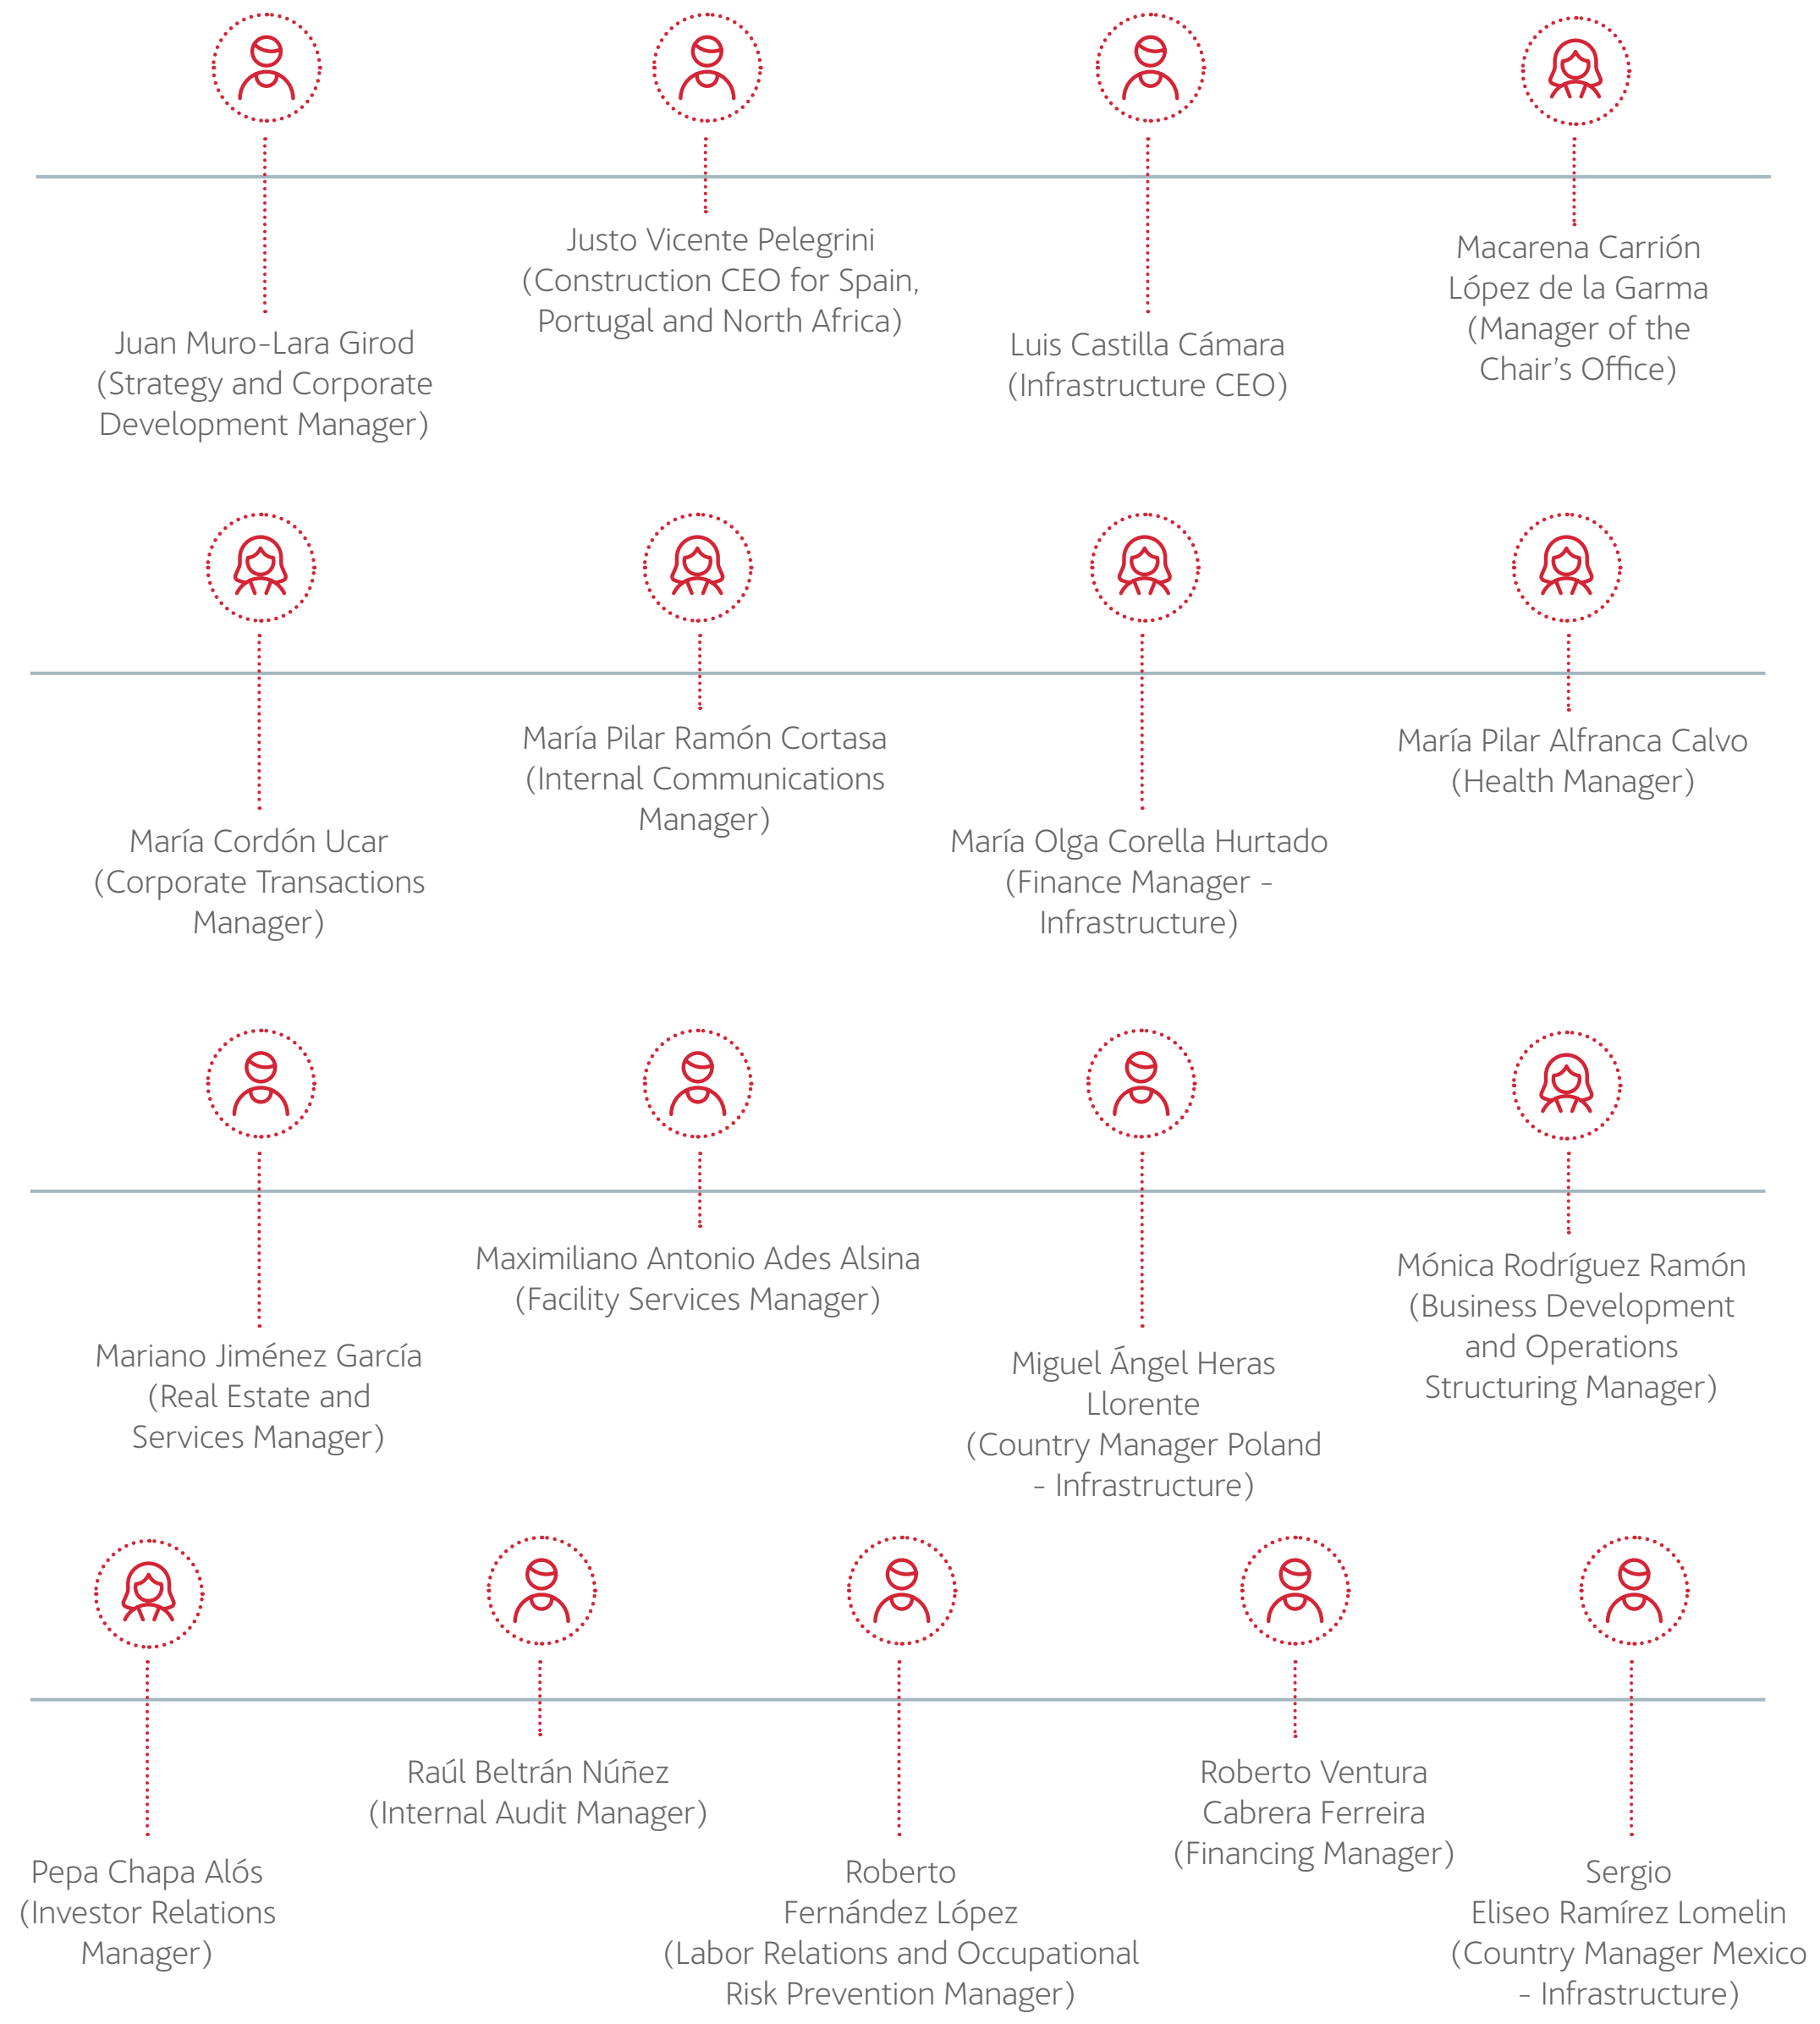 Juan Muro-Lara Girod
(Strategy and Corporate
Development Manager)
Justo Vicente Pelegrini
(Construction CEO for Spain,
Portugal and North Africa)
Luis Castilla Cámara
(Infrastructure CEO)
Macarena Carrión
López de la Garma
(Manager of the
Chair’s Office)
María Cordón Ucar
(Corporate Transactions
Manager)
María Pilar Ramón Cortasa
(Internal Communications
Manager)
María Olga Corella Hurtado
(Finance Manager -
Infrastructure)
María Pilar Alfranca Calvo
(Health Manager)
Mariano Jiménez García
(Real Estate and
Services Manager)
Maximiliano Antonio Ades Alsina
(Facility Services Manager)
Miguel Ángel Heras
Llorente
(Country Manager Poland
- Infrastructure)
Mónica Rodríguez Ramón
(Business Development
and Operations
Structuring Manager)
Pepa Chapa Alós
(Investor Relations
Manager)
Raúl Beltrán Núñez
(Internal Audit Manager)
Roberto
Fernández López
(Labor Relations and Occupational
Risk Prevention Manager)
Roberto Ventura
Cabrera Ferreira
(Financing Manager)
Sergio
Eliseo Ramírez Lomelin
(Country Manager Mexico
- Infrastructure)